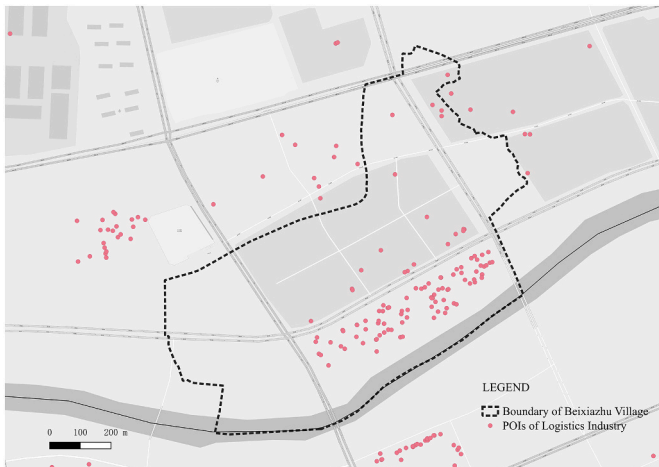 LEGEND
Boundary of Beixiazhu Village
POIs of Logistics Industry
0 100 200 m